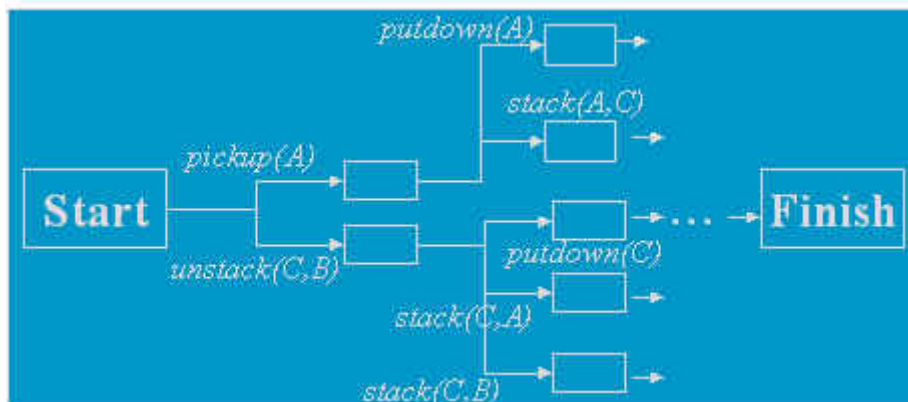 putdown(A)
stack(A,C)
pickup(A)
Start
unstack(C,B)
...
Finish
putdown(C)
stack(C,A)
stack(C,B)